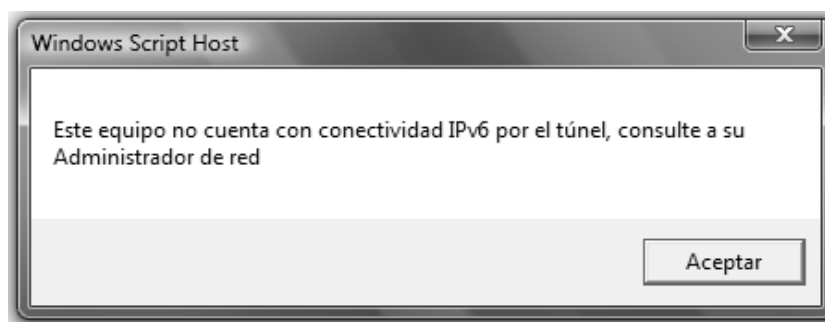 Windows Script Host
X
Este equipo no cuenta con conectividad IPv6 por el túnel, consulte a su
Administrador de red
Aceptar